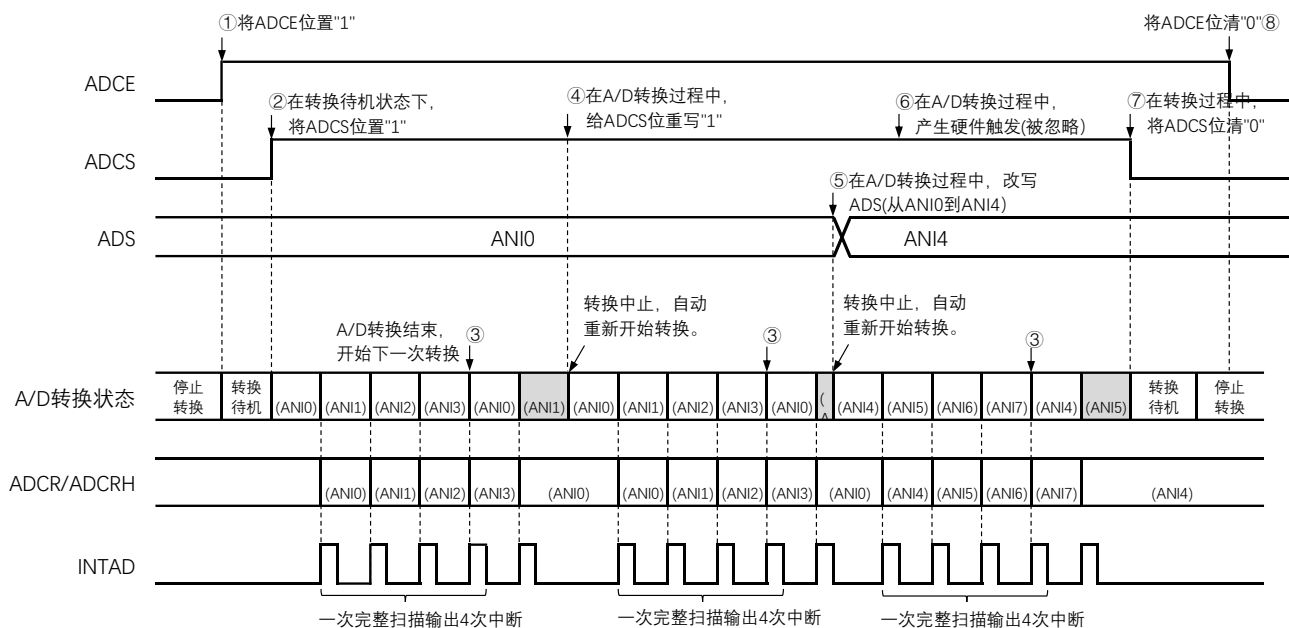 ①将ADCE位置"1"
将ADCE位清"0"⑧
ADCE
②在转换待机状态下，
将ADCS位置"1"
④在A/D转换过程中，
给ADCS位重写"1"
⑥在A/D转换过程中，
产生硬件触发(被忽略）
⑦在转换过程中，
将ADCS位清"0"
ADCS
⑤在A/D转换过程中，改写
ADS(从ANI0到ANI4）
ADS
ANI0
ANI4
A/D转换结束，
开始下一次转换
③
转换中止，自动
重新开始转换。
③
转换中止，自动
重新开始转换。
③
A/D转换状态
停止
转换
转换
待机
(ANI0)
(ANI1)
(ANI2)
(ANI3)
(ANI0)
(ANI1)
(ANI0)
(ANI1)
(ANI2)
(ANI3)
(ANI0)
(ANI4)
(ANI5)
(ANI6)
(ANI7)
(ANI4)
(ANI5)
转换
待机
停止
转换
ADCR/ADCRH
(ANI0)
(ANI1)
(ANI2)
(ANI3)
(ANI0)
(ANI0)
(ANI1)
(ANI2)
(ANI3)
(ANI0)
(ANI4)
(ANI5)
(ANI6)
(ANI7)
(ANI4)
INTAD
一次完整扫描输出4次中断
一次完整扫描输出4次中断
一次完整扫描输出4次中断